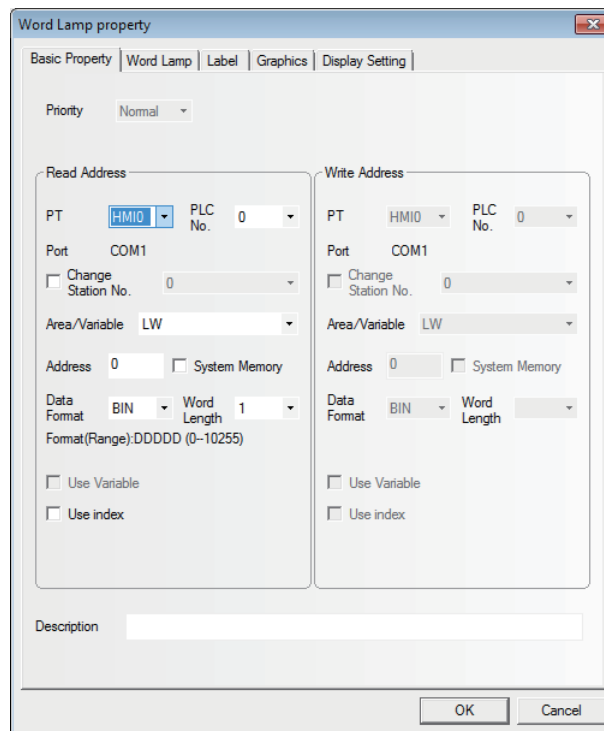 Word Lamp property
Basic Property Word Lamp Label Graphics Display Setting
Priority Normal
Read Address
PT HMI0 PLC No. 0
Port COM1
Change Station No. 0
Area/Variable LW
Address 0 System Memory
Data Format BIN Word Length 1
Format(Range):DDDDD (0--10255)
Use Variable
Use index
Write Address
PT HMI0 PLC No. 0
Port COM1
Change Station No. 0
Area/Variable LW
Address 0 System Memory
Data Format BIN Word Length
Use Variable
Use index
Description
OK Cancel